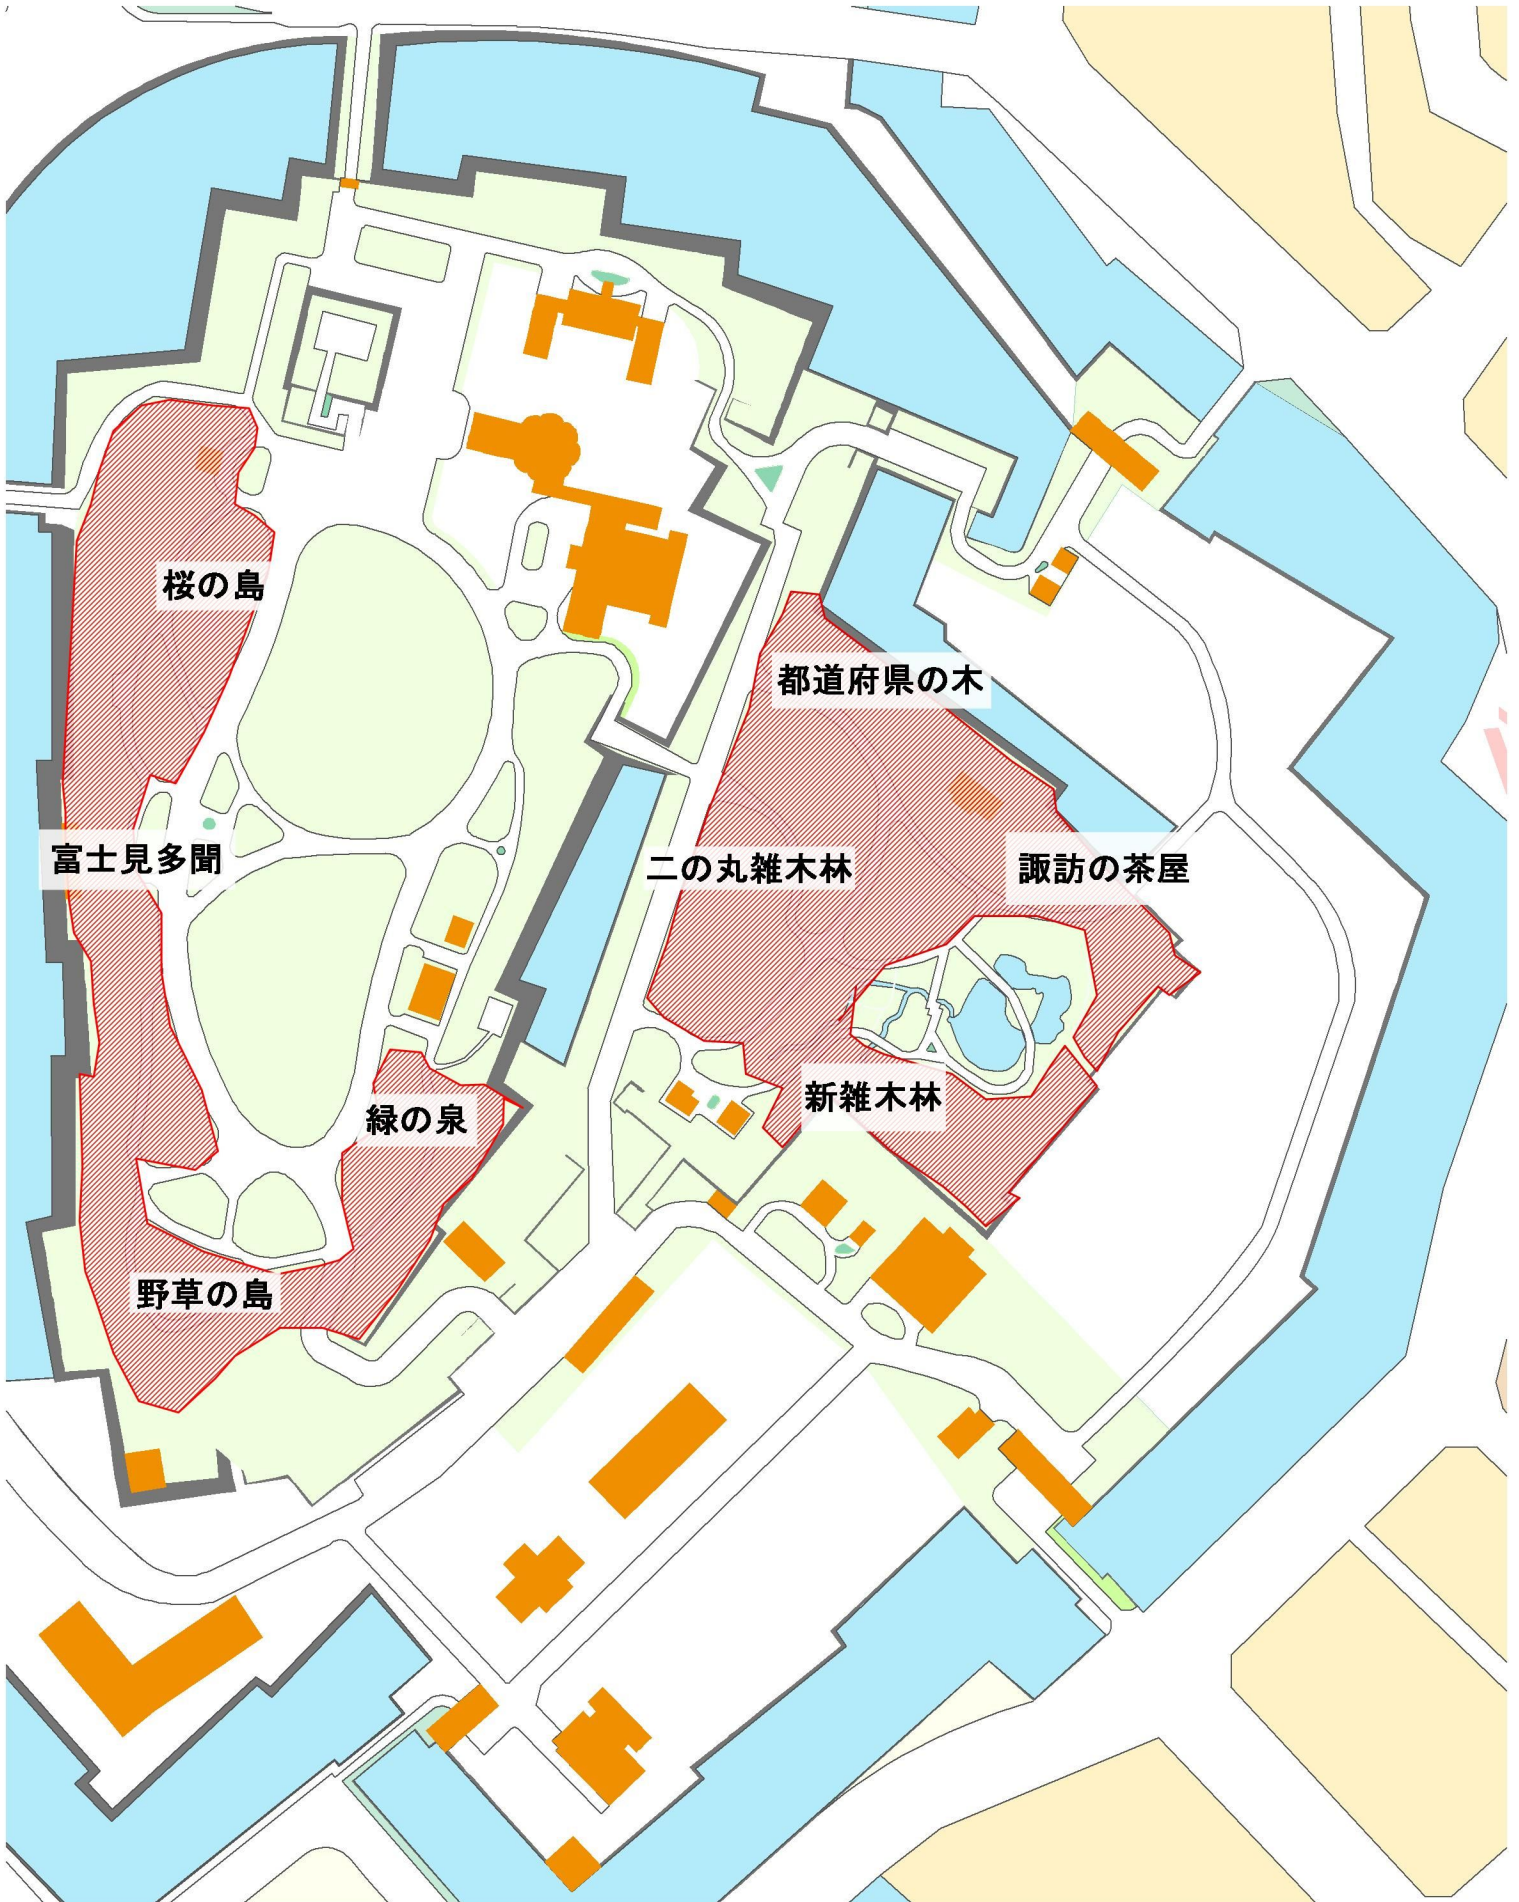 桜の島
都道府県の木
富士見多聞
二の丸雑木林
諏訪の茶屋
新雑木林
緑の泉
野草の島